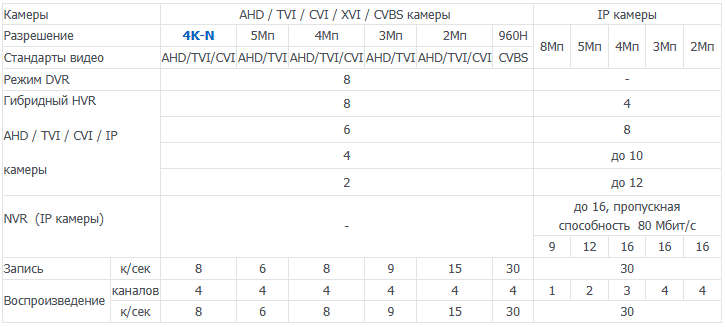 Камеры AHD / TVI / CVI / XVI / CVBS камеры IP камеры
Разрешение 4K-N 5Мп 4Мп 3Мп 2Мп 960H 8Мп 5Мп 4Мп 3Мп 2Мп
Стандарты видео AHD/TVI/CVI AHD/TVI AHD/TVI/CVI AHD/TVI AHD/TVI/CVI CVBS
Режим DVR 8 -
Гибридный HVR 8 4
AHD / TVI / CVI / IP 6 8
камеры 4 до 10
2 до 12
NVR (IP камеры) - до 16, пропускная
способность 80 Мбит/с
9 12 16 16 16
Запись к/сек 8 6 8 9 15 30 30
Воспроизведение каналов 4 4 4 4 4 4 1 2 3 4 4
к/сек 8 6 8 9 15 30 30